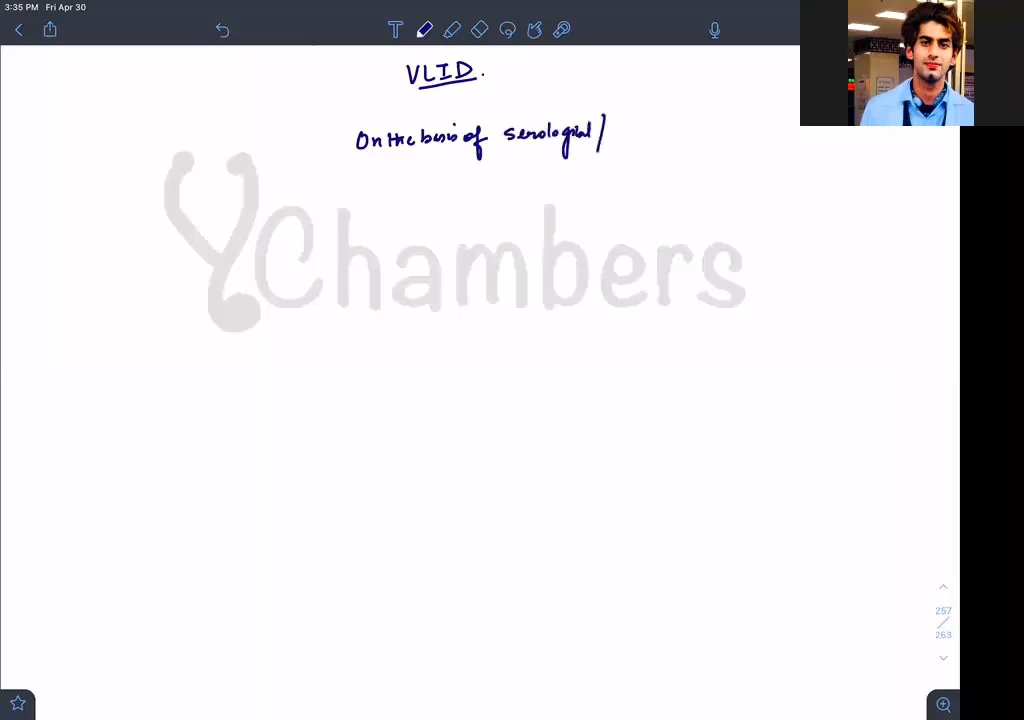 3:35 PM Fri Apr 30
VLID.
On the basis of serological /
Chambers
257
263